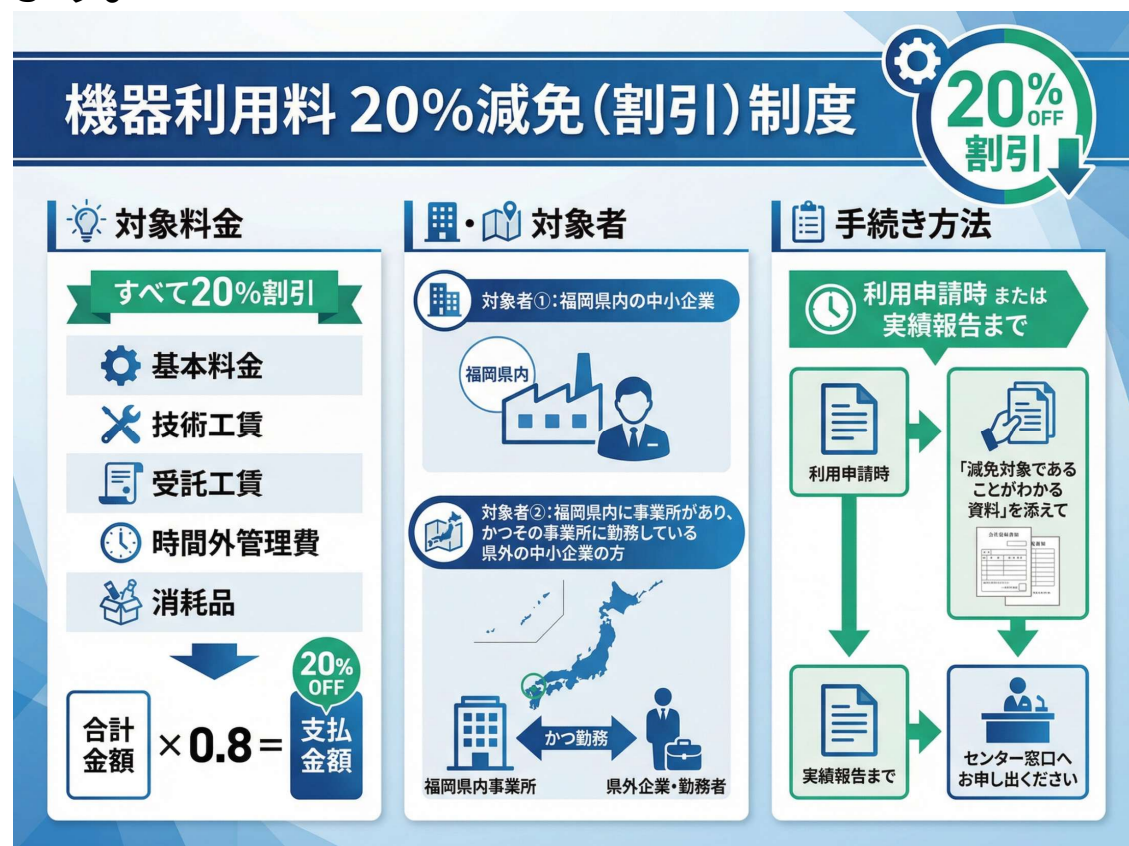 機器利用料 20%減免(割引)制度
20%
OFF
割引
対象料金
すべて20%割引
基本料金
技術工賃
受託工賃
時間外管理費
消耗品
合計
金額
×0.8=
20%
OFF
支払
金額
対象者
対象者①:福岡県内の中小企業
福岡県内
対象者②:福岡県内に事業所があり、
かつその事業所に勤務している
県外の中小企業の方
かつ勤務
福岡県内事業所
県外企業・勤務者
手続き方法
利用申請時 または
実績報告まで
利用申請時
「減免対象である
ことがわかる
資料」を添えて
実績報告まで
センター窓口へ
お申し出ください